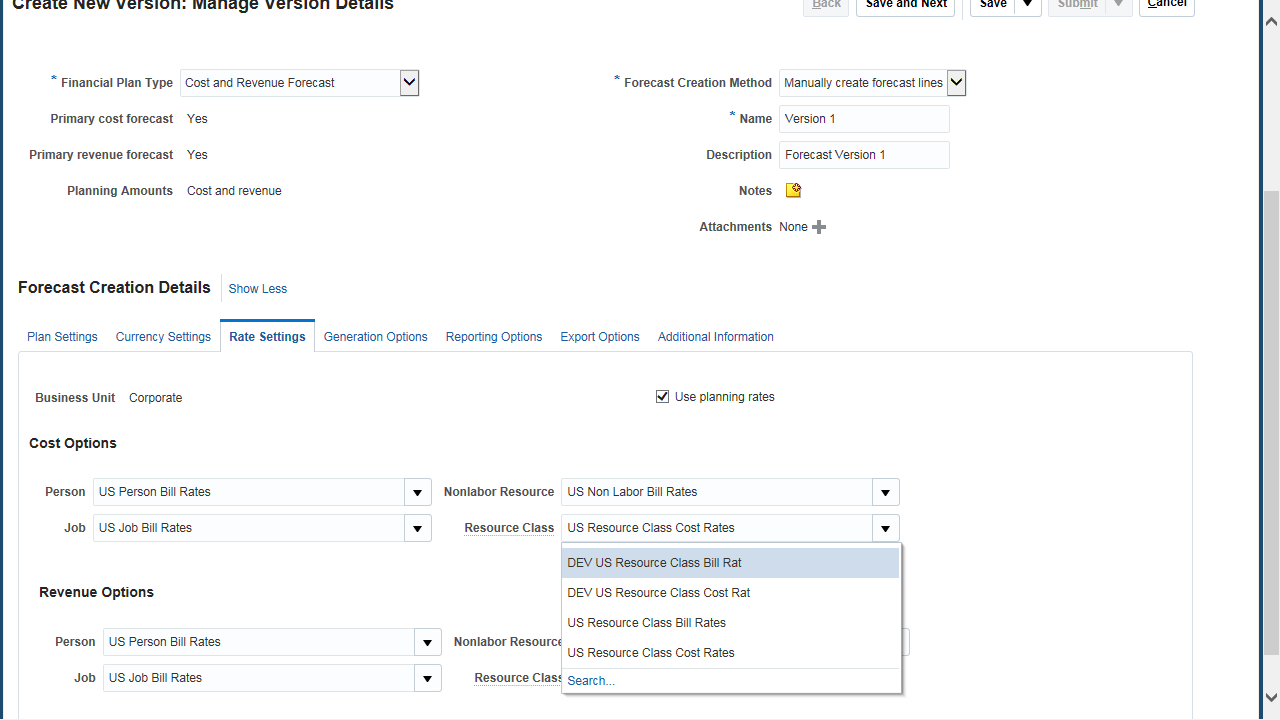 Create New Version: Manage Version Details
Back Save and Next Save Submit Cancel
* Financial Plan Type Cost and Revenue Forecast
* Forecast Creation Method Manually create forecast lines
Primary cost forecast Yes
* Name Version 1
Primary revenue forecast Yes
Description Forecast Version 1
Planning Amounts Cost and revenue
Notes
Attachments None
Forecast Creation Details Show Less
Plan Settings Currency Settings Rate Settings Generation Options Reporting Options Export Options Additional Information
Business Unit Corporate
Use planning rates
Cost Options
Person US Person Bill Rates Nonlabor Resource US Non Labor Bill Rates
Job US Job Bill Rates Resource Class US Resource Class Cost Rates
DEV US Resource Class Bill Rat
DEV US Resource Class Cost Rat
US Resource Class Bill Rates
US Resource Class Cost Rates
Search...
Revenue Options
Person US Person Bill Rates Nonlabor Resource
Job US Job Bill Rates Resource Class